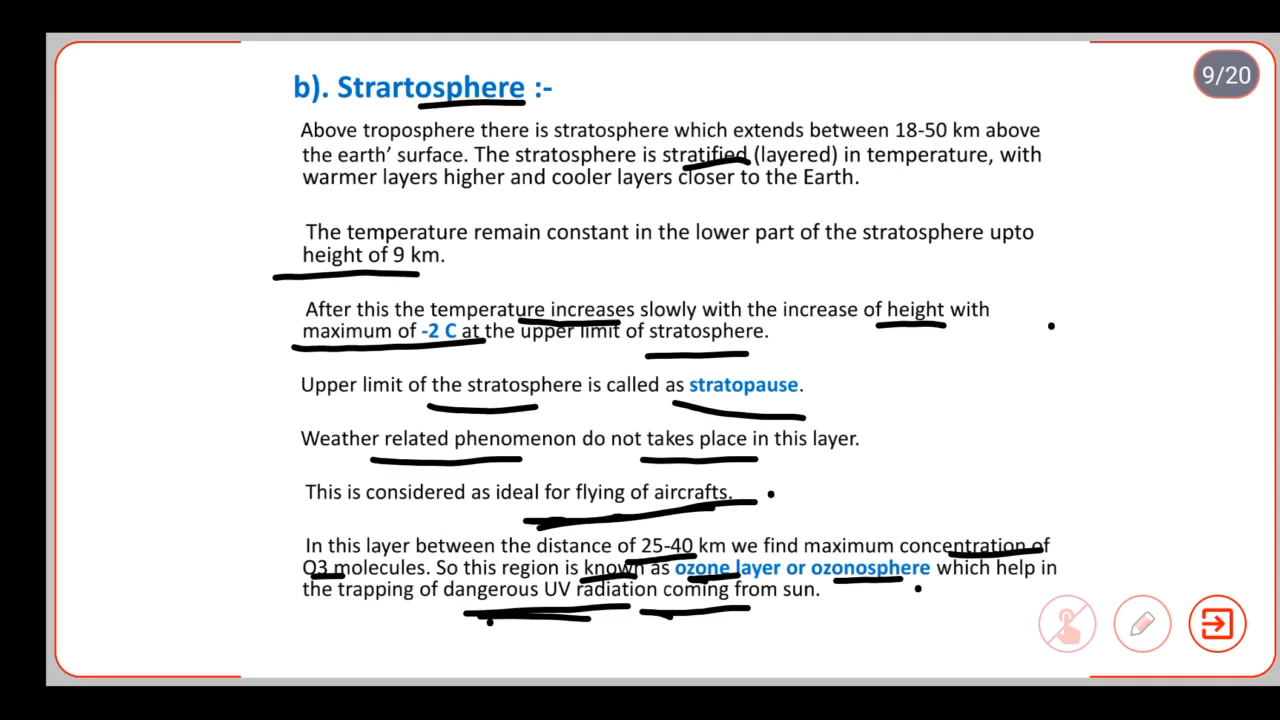 9/20
b). Strartosphere :-
Above troposphere there is stratosphere which extends between 18-50 km above
the earth’ surface. The stratosphere is stratified (layered) in temperature, with
warmer layers higher and cooler layers closer to the Earth.
The temperature remain constant in the lower part of the stratosphere upto
height of 9 km.
After this the temperature increases slowly with the increase of height with
maximum of -2 C at the upper limit of stratosphere.
Upper limit of the stratosphere is called as stratopause.
Weather related phenomenon do not takes place in this layer.
This is considered as ideal for flying of aircrafts.
In this layer between the distance of 25-40 km we find maximum concentration of
O3 molecules. So this region is known as ozone layer or ozonosphere which help in
the trapping of dangerous UV radiation coming from sun.